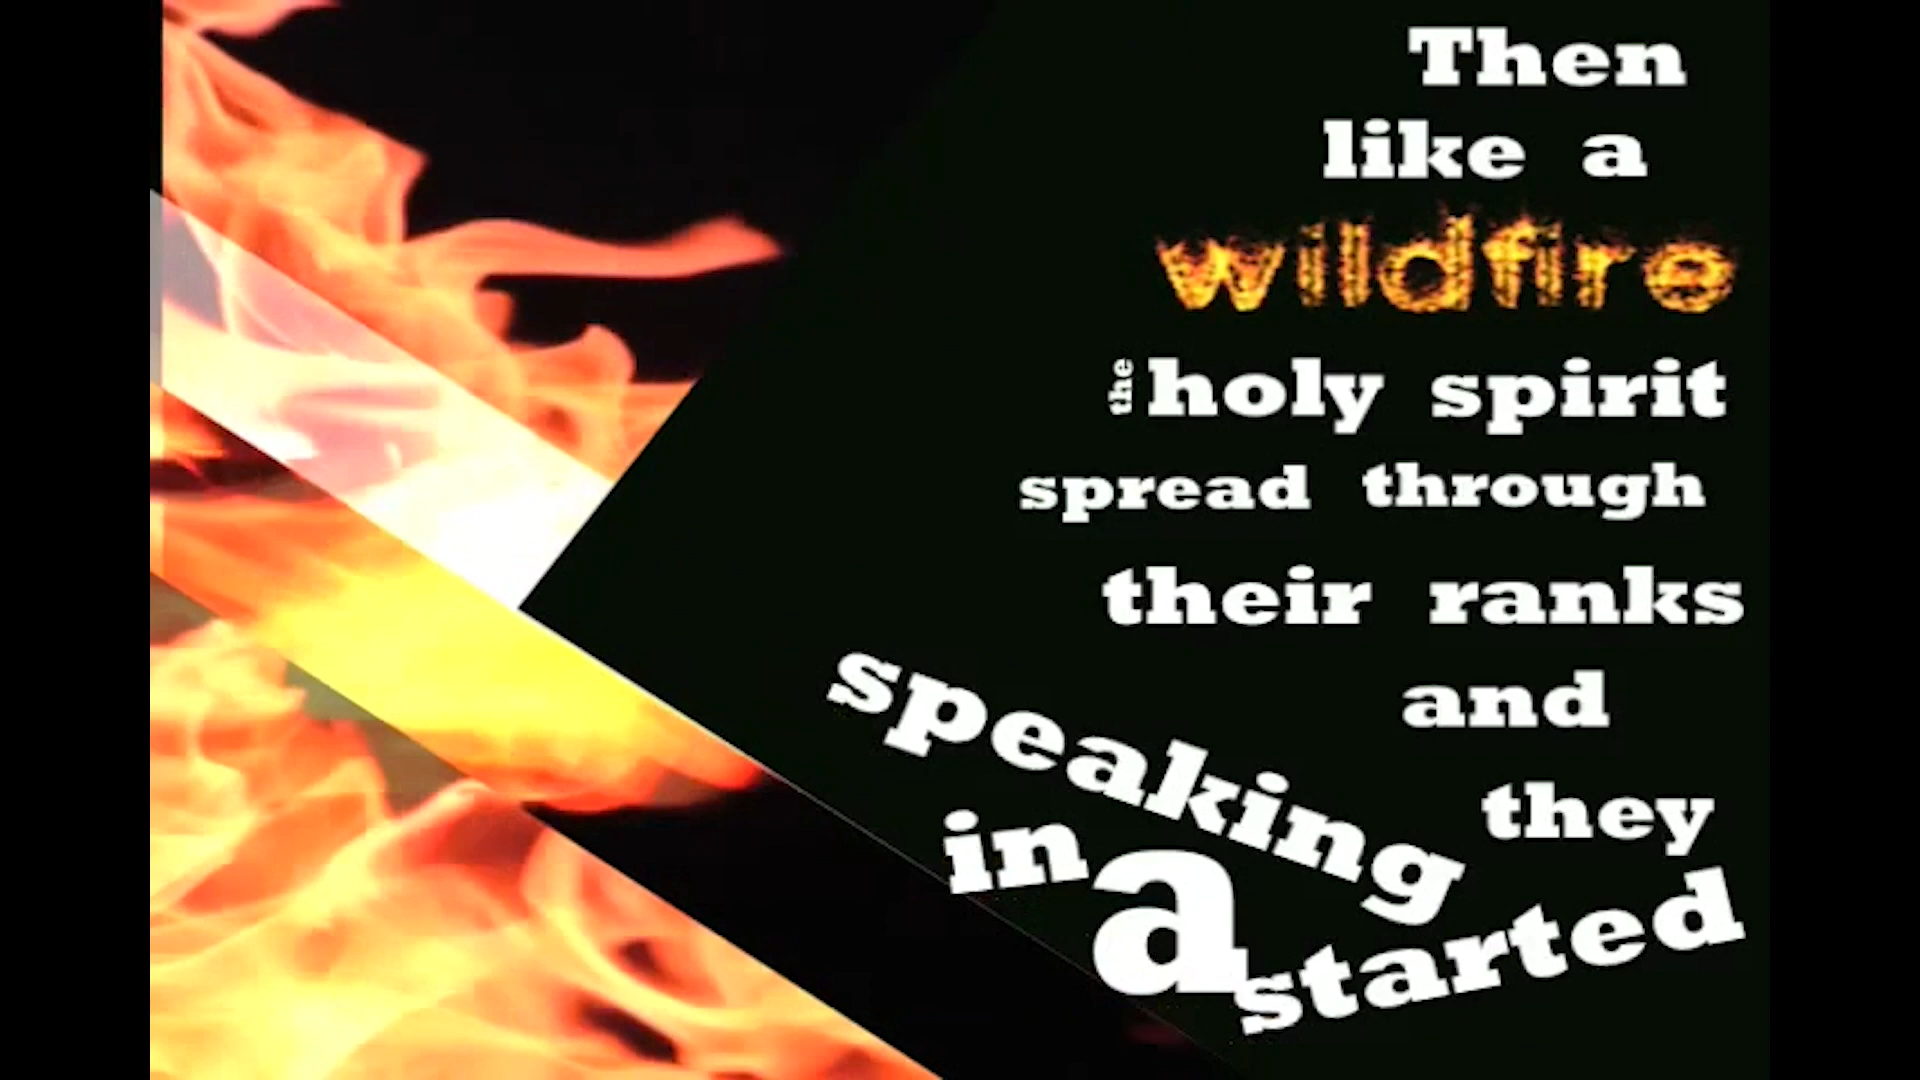 Then
like a
wildfire
the holy spirit
spread through
their ranks
and
they
started
speaking
in a